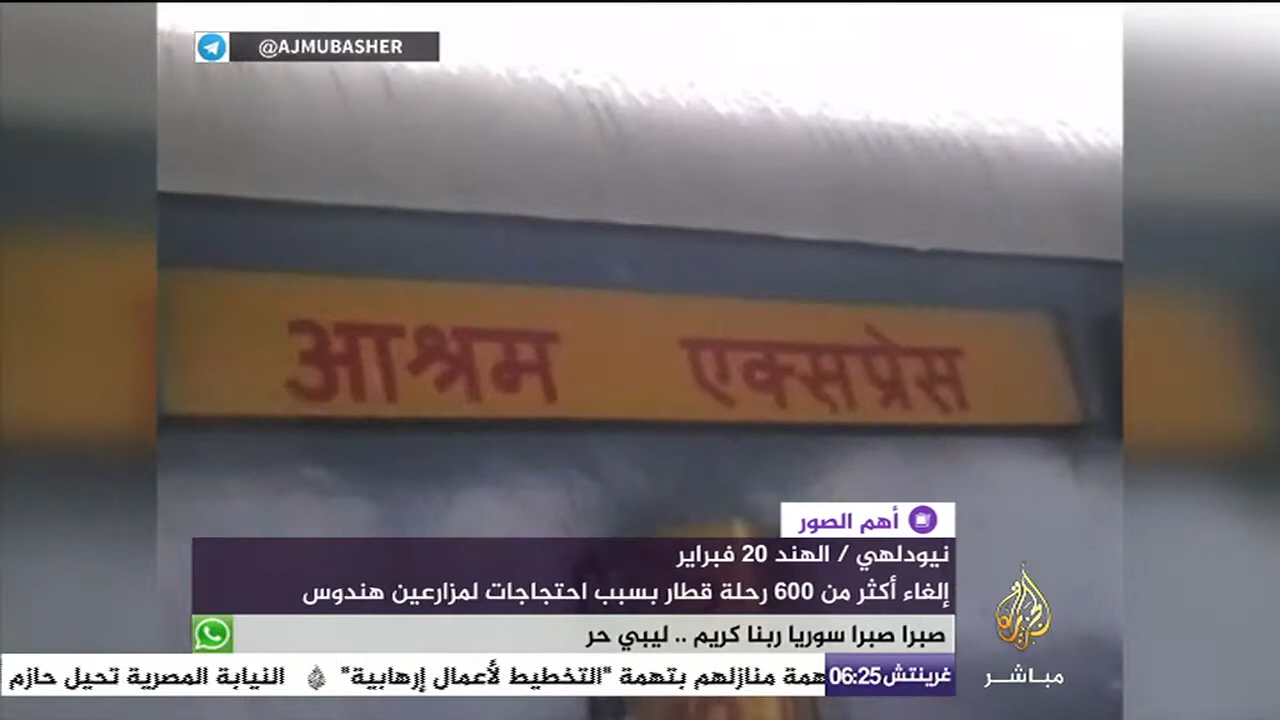 @AJMUBASHER
आश्रम एक्सप्रेस
أهم الصور
نيودلهي / الهند 20 فبراير
إلغاء أكثر من 600 رحلة قطار بسبب احتجاجات لمزارعين هندوس
صبرا صبرا سوريا ربنا كريم .. ليبي حر
غرينتش 06:25
همة منازلهم بتهمة "التخطيط لأعمال إرهابية" النيابة المصرية تحيل حازم
الجزيرة
مباشر